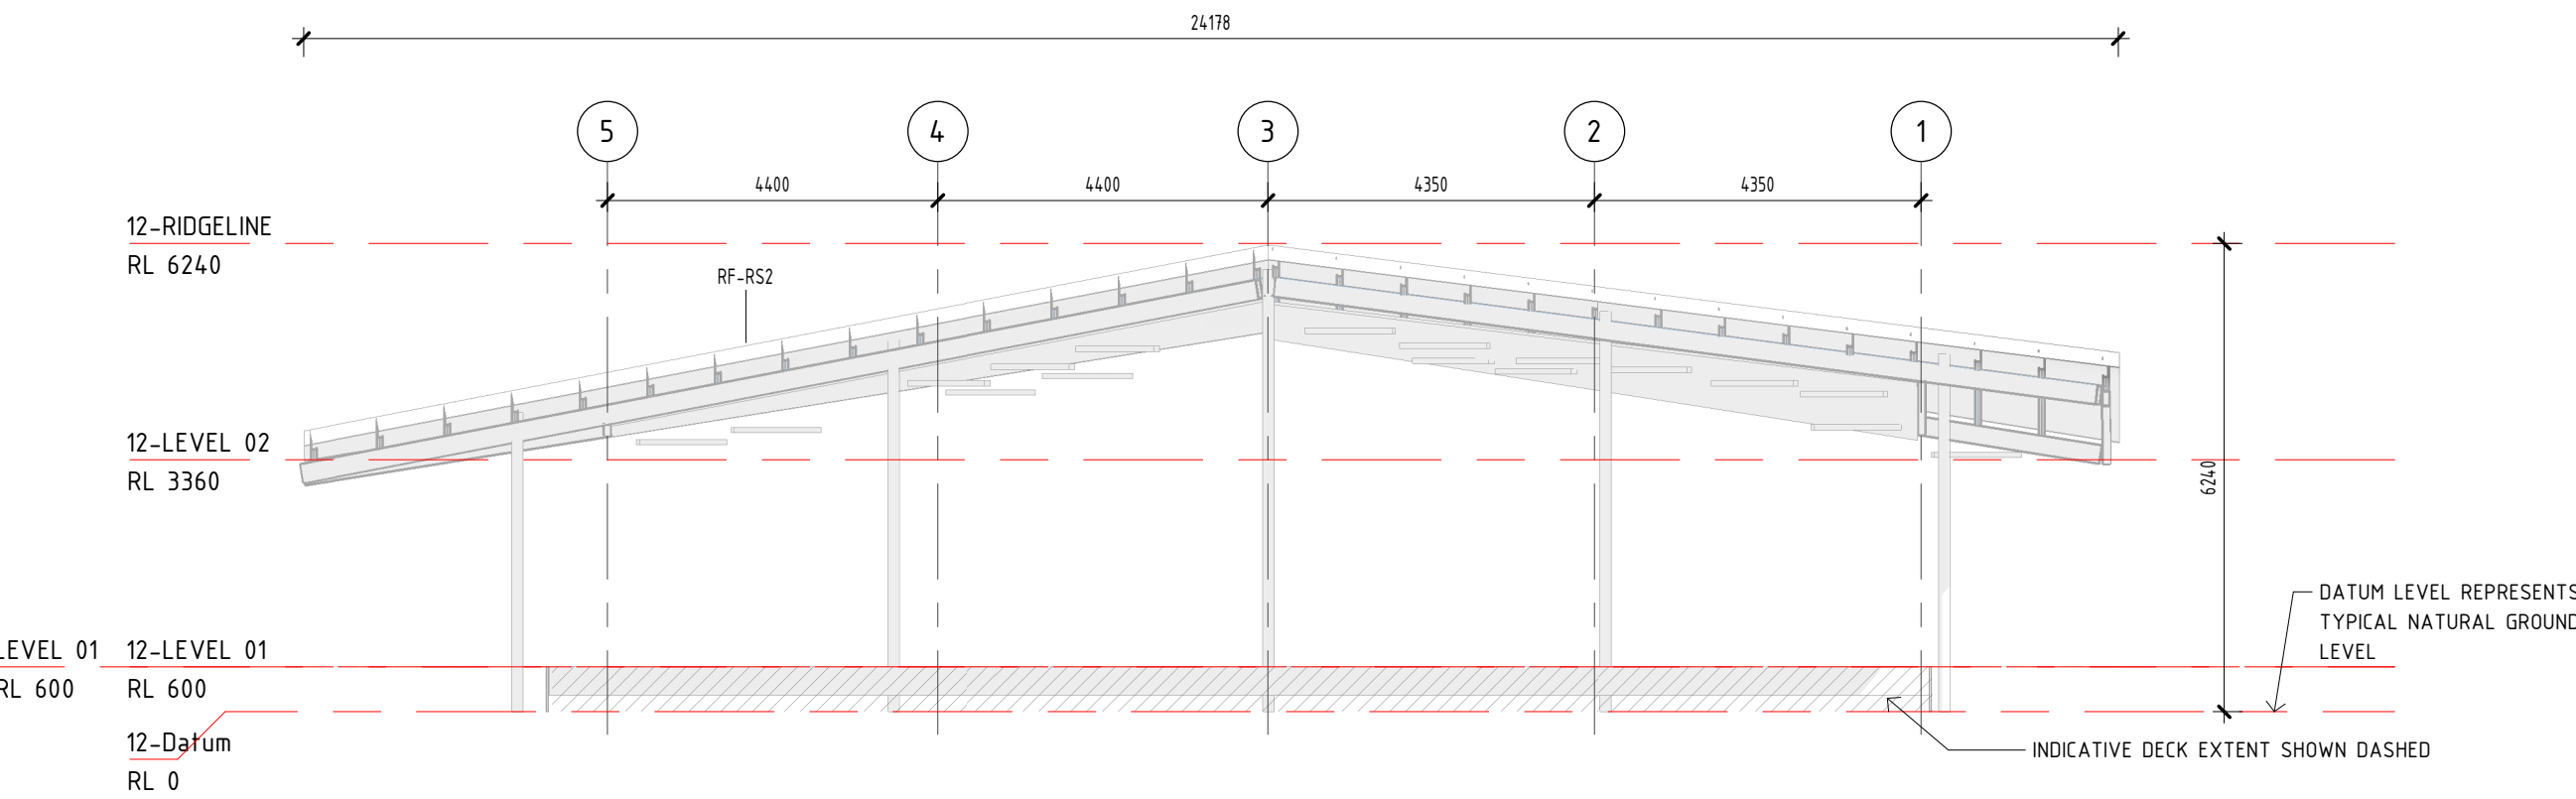 24178
5
4
3
2
1
4400
4400
4350
4350
12-RIDGELINE
RL 6240
RF-RS2
12-LEVEL 02
RL 3360
6240
DATUM LEVEL REPRESENTS
TYPICAL NATURAL GROUND
LEVEL
LEVEL 01
RL 600
12-LEVEL 01
RL 600
12-Datum
RL 0
INDICATIVE DECK EXTENT SHOWN DASHED